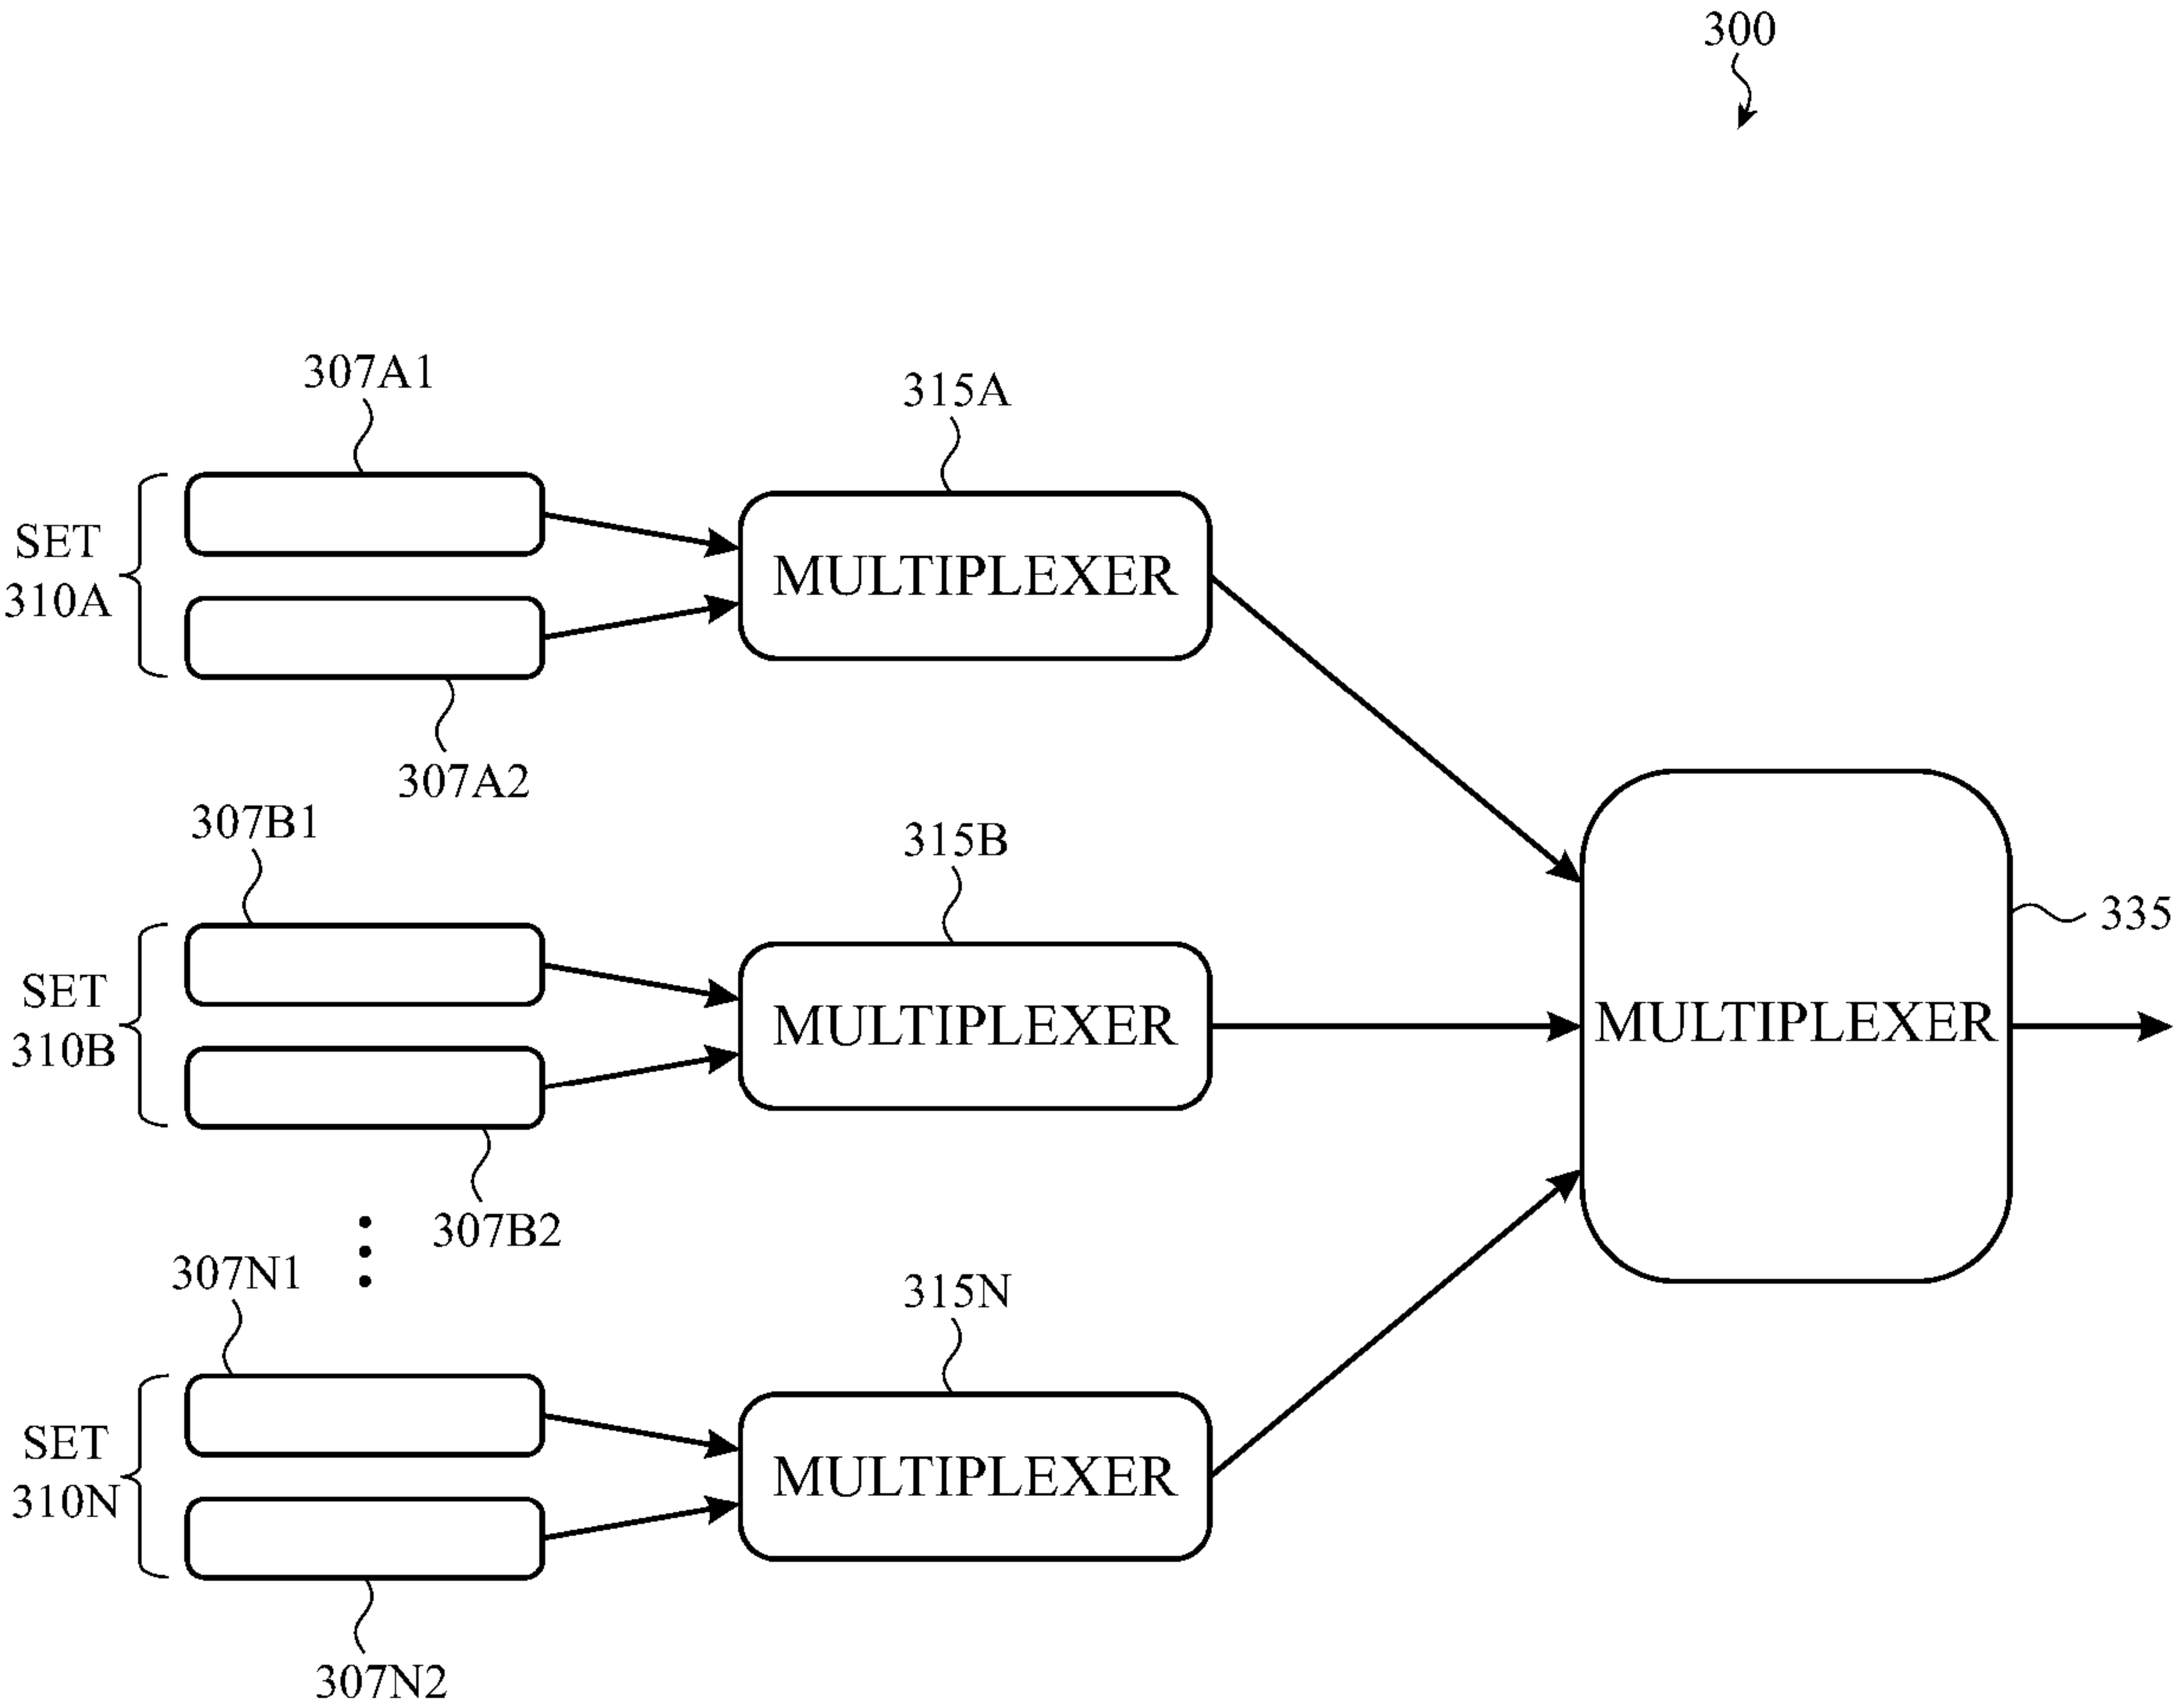 300
307A1
315A
SET
310A
MULTIPLEXER
307A2
307B1
315B
335
SET
310B
MULTIPLEXER
MULTIPLEXER
307B2
307N1
315N
SET
310N
MULTIPLEXER
307N2